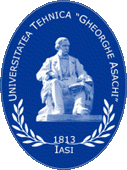 UNIVERSITATEA TEHNICA "GHEORGHE ASACHI"
1813
IASI